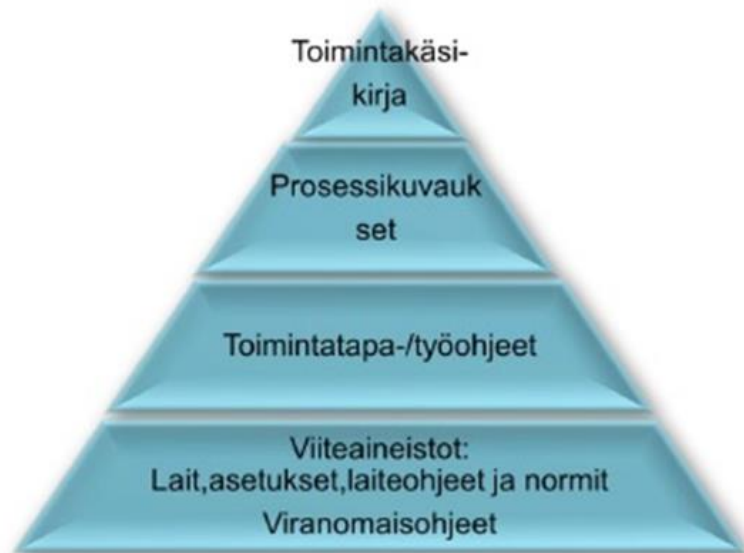 Toimintakäsi-
kirja
Prosessikuvauk
set
Toimintatapa-/työohjeet
Viiteaineistot:
Lait,asetukset,laiteohjeet ja normit
Viranomaisohjeet